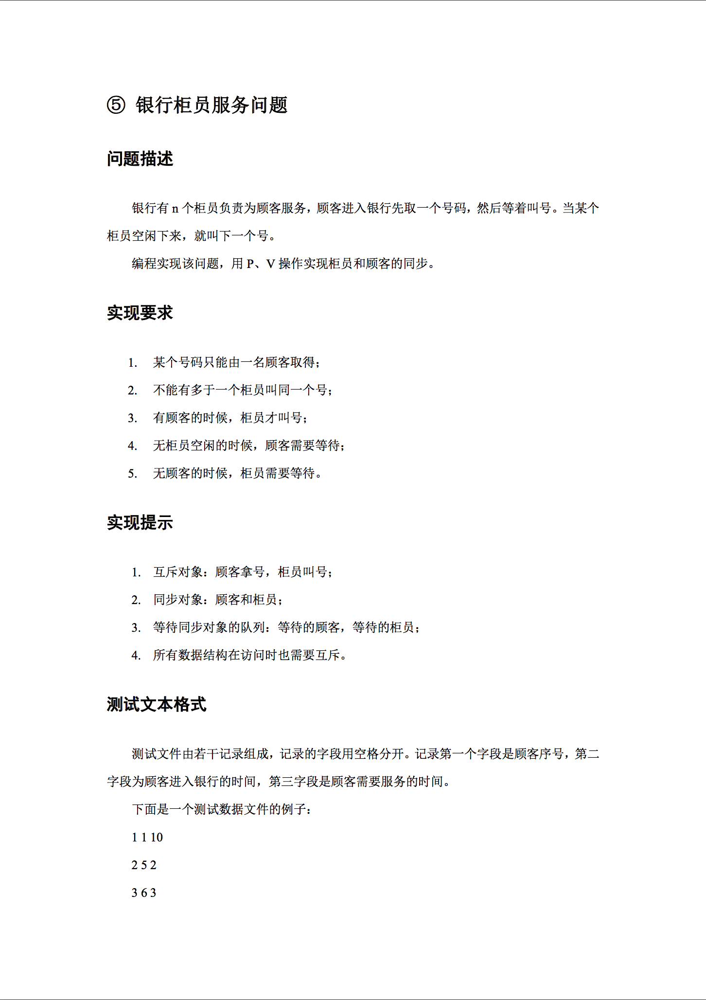 ⑤ 银行柜员服务问题
问题描述
银行有 n 个柜员负责为顾客服务，顾客进入银行先取一个号码，然后等着叫号。当某个
柜员空闲下来，就叫下一个号。
编程实现该问题，用 P、V 操作实现柜员和顾客的同步。
实现要求
1. 某个号码只能由一名顾客取得；
2. 不能有多于一个柜员叫同一个号；
3. 有顾客的时候，柜员才叫号；
4. 无柜员空闲的时候，顾客需要等待；
5. 无顾客的时候，柜员需要等待。
实现提示
1. 互斥对象：顾客拿号，柜员叫号；
2. 同步对象：顾客和柜员；
3. 等待同步对象的队列：等待的顾客，等待的柜员；
4. 所有数据结构在访问时也需要互斥。
测试文本格式
测试文件由若干记录组成，记录的字段用空格分开。记录第一个字段是顾客序号，第二
字段为顾客进入银行的时间，第三字段是顾客需要服务的时间。
下面是一个测试数据文件的例子：
1 1 10
2 5 2
3 6 3